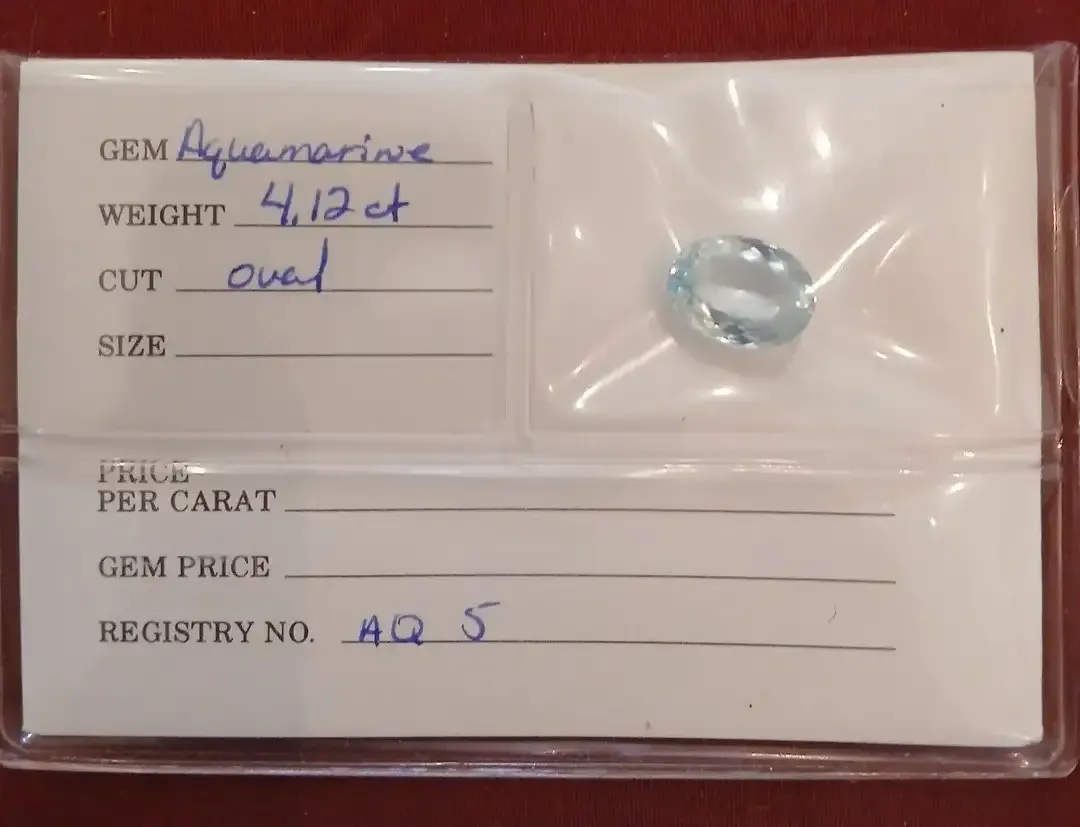 GEM Aquamarine
WEIGHT 4.12 ct
CUT oval
SIZE
PRICE
PER CARAT
GEM PRICE
REGISTRY NO. AQ 5